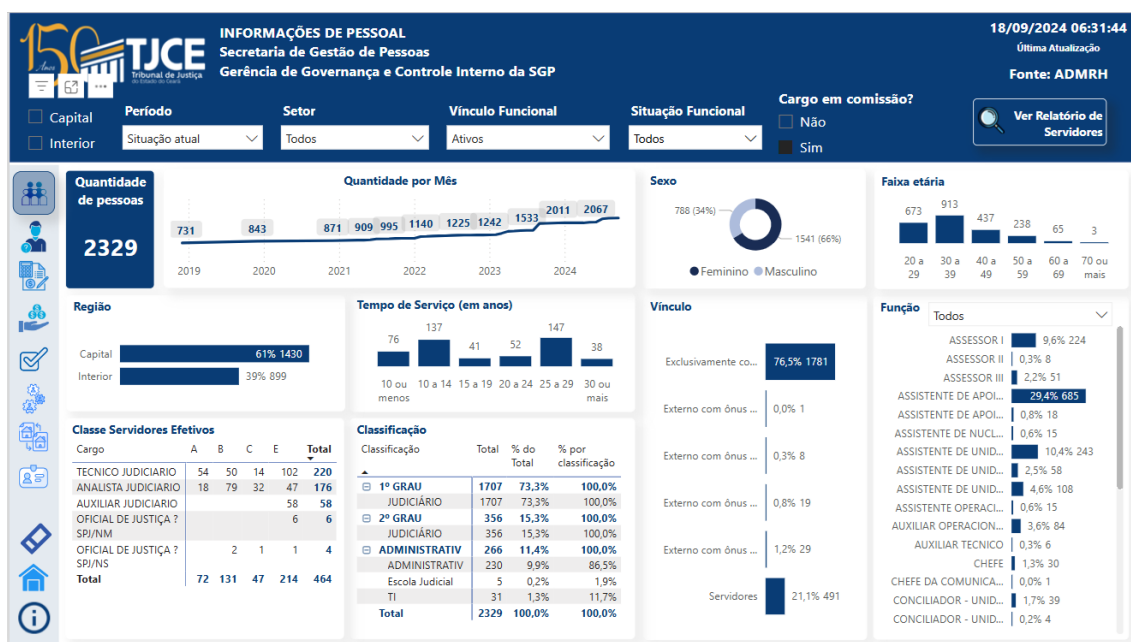 150
Anos
TJCE
Tribunal de Justiça
do Estado do Ceará
INFORMAÇÕES DE PESSOAL
Secretaria de Gestão de Pessoas
Gerência de Governança e Controle Interno da SGP
18/09/2024 06:31:44
Última Atualização
Fonte: ADMRH
Capital
Interior
Período
Situação atual
Setor
Todos
Vínculo Funcional
Ativos
Situação Funcional
Todos
Cargo em comissão?
Não
Sim
Ver Relatório de
Servidores
Quantidade
de pessoas
2329
Quantidade por Mês
731 843 871 909 995 1140 1225 1242 1533 2011 2067
2019 2020 2021 2022 2023 2024
Sexo
788 (34%)
1541 (66%)
Feminino Masculino
Faixa etária
673 913 437 238 65 3
20 a 30 a 40 a 50 a 60 a 70 ou
29 39 49 59 69 mais
Região
Capital 61% 1430
Interior 39% 899
Tempo de Serviço (em anos)
76 137 41 52 147 38
10 ou 10 a 14 15 a 19 20 a 24 25 a 29 30 ou
menos mais
Vínculo
Exclusivamente co... 76,5% 1781
Externo com ônus ... 0,0% 1
Externo com ônus ... 0,3% 8
Externo com ônus ... 0,8% 19
Externo com ônus ... 1,2% 29
Servidores 21,1% 491
Função Todos
ASSESSOR I 9,6% 224
ASSESSOR II 0,3% 8
ASSESSOR III 2,2% 51
ASSISTENTE DE APOI... 29,4% 685
ASSISTENTE DE APOI... 0,8% 18
ASSISTENTE DE NUCL... 0,6% 15
ASSISTENTE DE UNID... 10,4% 243
ASSISTENTE DE UNID... 2,5% 58
ASSISTENTE DE UNID... 4,6% 108
ASSISTENTE OPERACI... 0,6% 15
AUXILIAR OPERACION... 3,6% 84
AUXILIAR TECNICO 0,3% 6
CHEFE 1,3% 30
CHEFE DA COMUNICA... 0,0% 1
CONCILIADOR - UNID... 1,7% 39
CONCILIADOR - UNID... 0,2% 4
Classe Servidores Efetivos
Cargo A B C E Total
TECNICO JUDICIARIO 54 50 14 102 220
ANALISTA JUDICIARIO 18 79 32 47 176
AUXILIAR JUDICIARIO 58 58
OFICIAL DE JUSTIÇA ? 6 6
SPJ/NM
OFICIAL DE JUSTIÇA ? 2 1 1 4
SPJ/NS
Total 72 131 47 214 464
Classificação
Classificação Total % do % por
Total classificação
1º GRAU 1707 73,3% 100,0%
JUDICIÁRIO 1707 73,3% 100,0%
2º GRAU 356 15,3% 100,0%
JUDICIÁRIO 356 15,3% 100,0%
ADMINISTRATIV 266 11,4% 100,0%
ADMINISTRATIV 230 9,9% 86,5%
Escola Judicial 5 0,2% 1,9%
TI 31 1,3% 11,7%
Total 2329 100,0% 100,0%